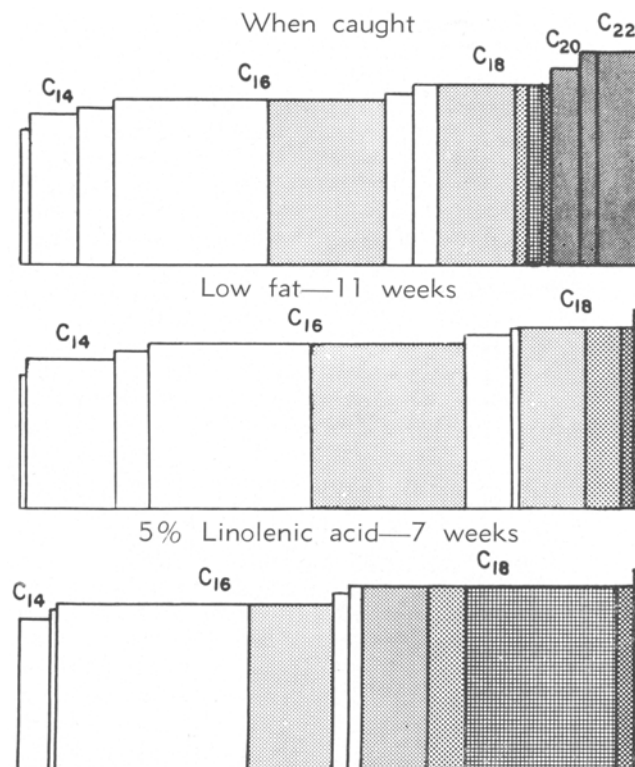 When caught
C14 C16 C18 C20 C22
Low fat—11 weeks
C14 C16 C18
5% Linolenic acid—7 weeks
C14 C16 C18